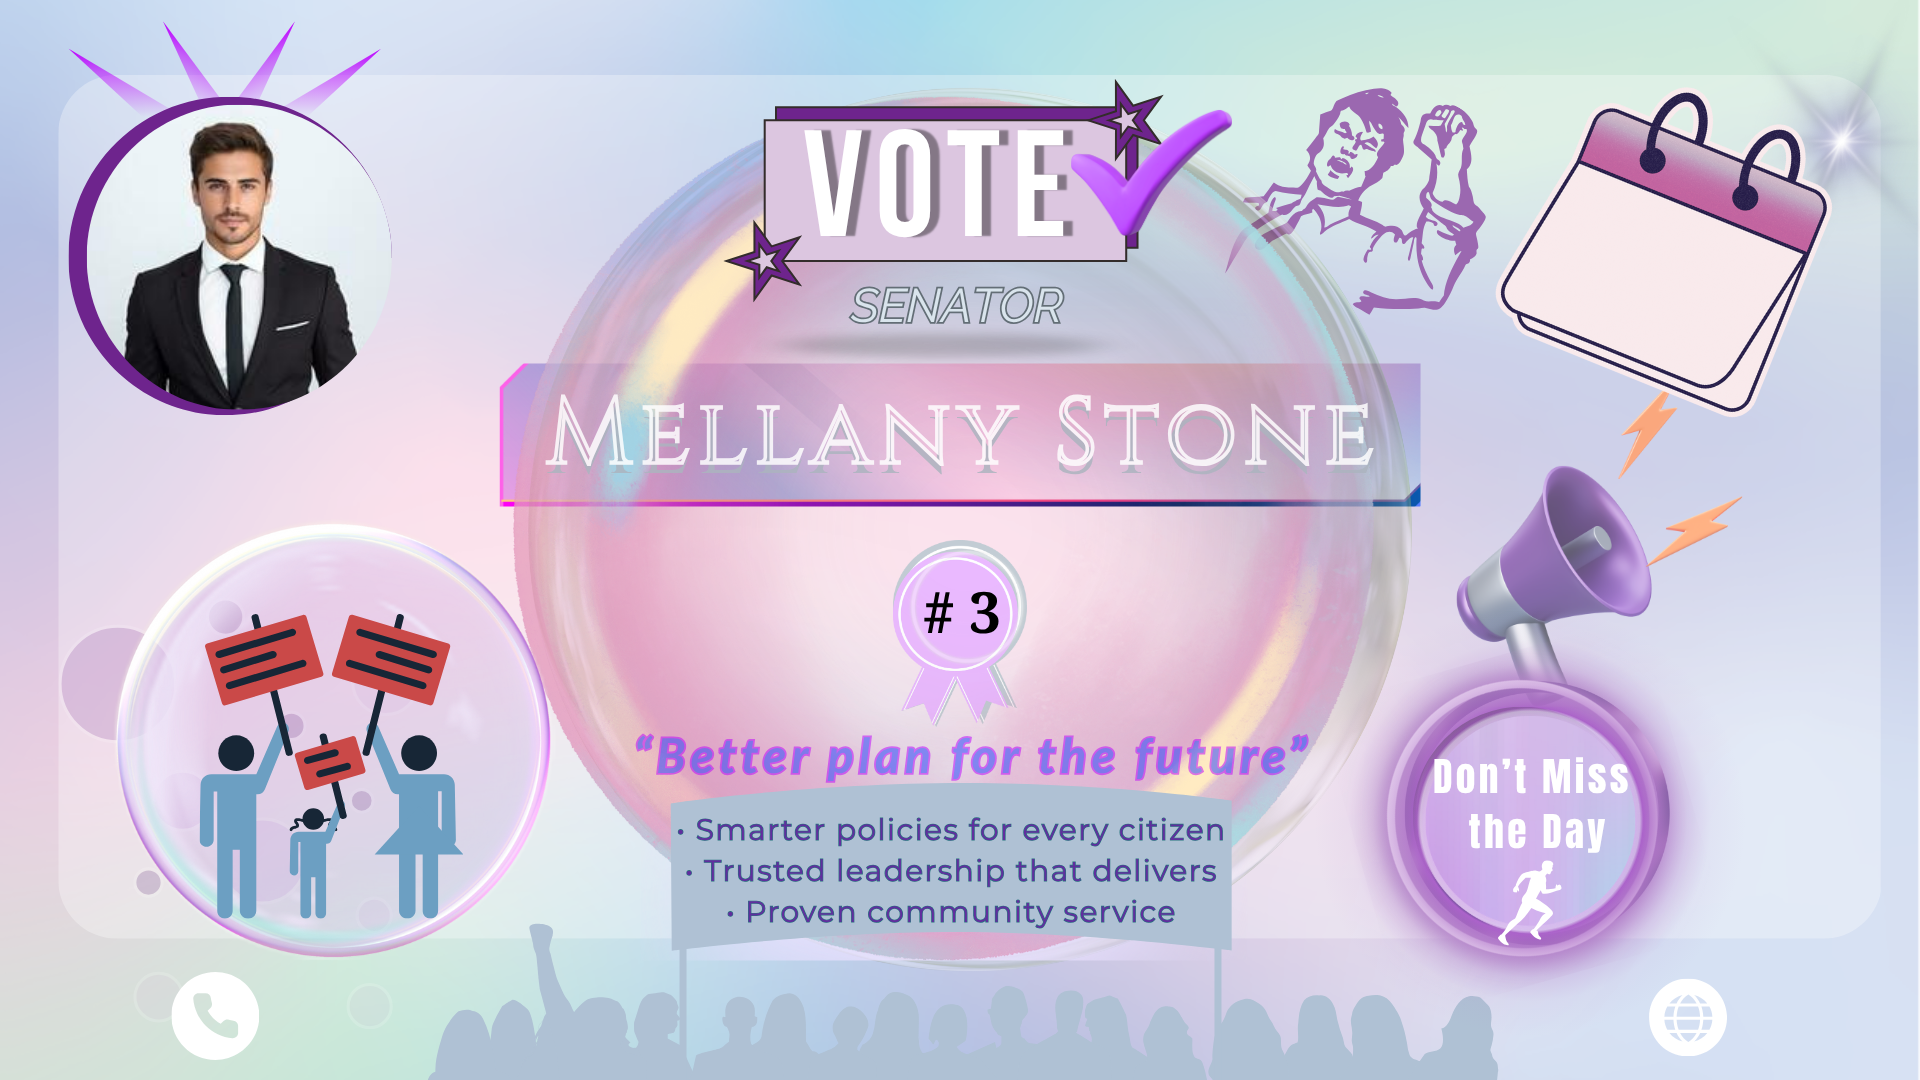 VOTE
SENATOR
MELLANY STONE
# 3
“Better plan for the future”
• Smarter policies for every citizen
• Trusted leadership that delivers
• Proven community service
Don’t Miss
the Day